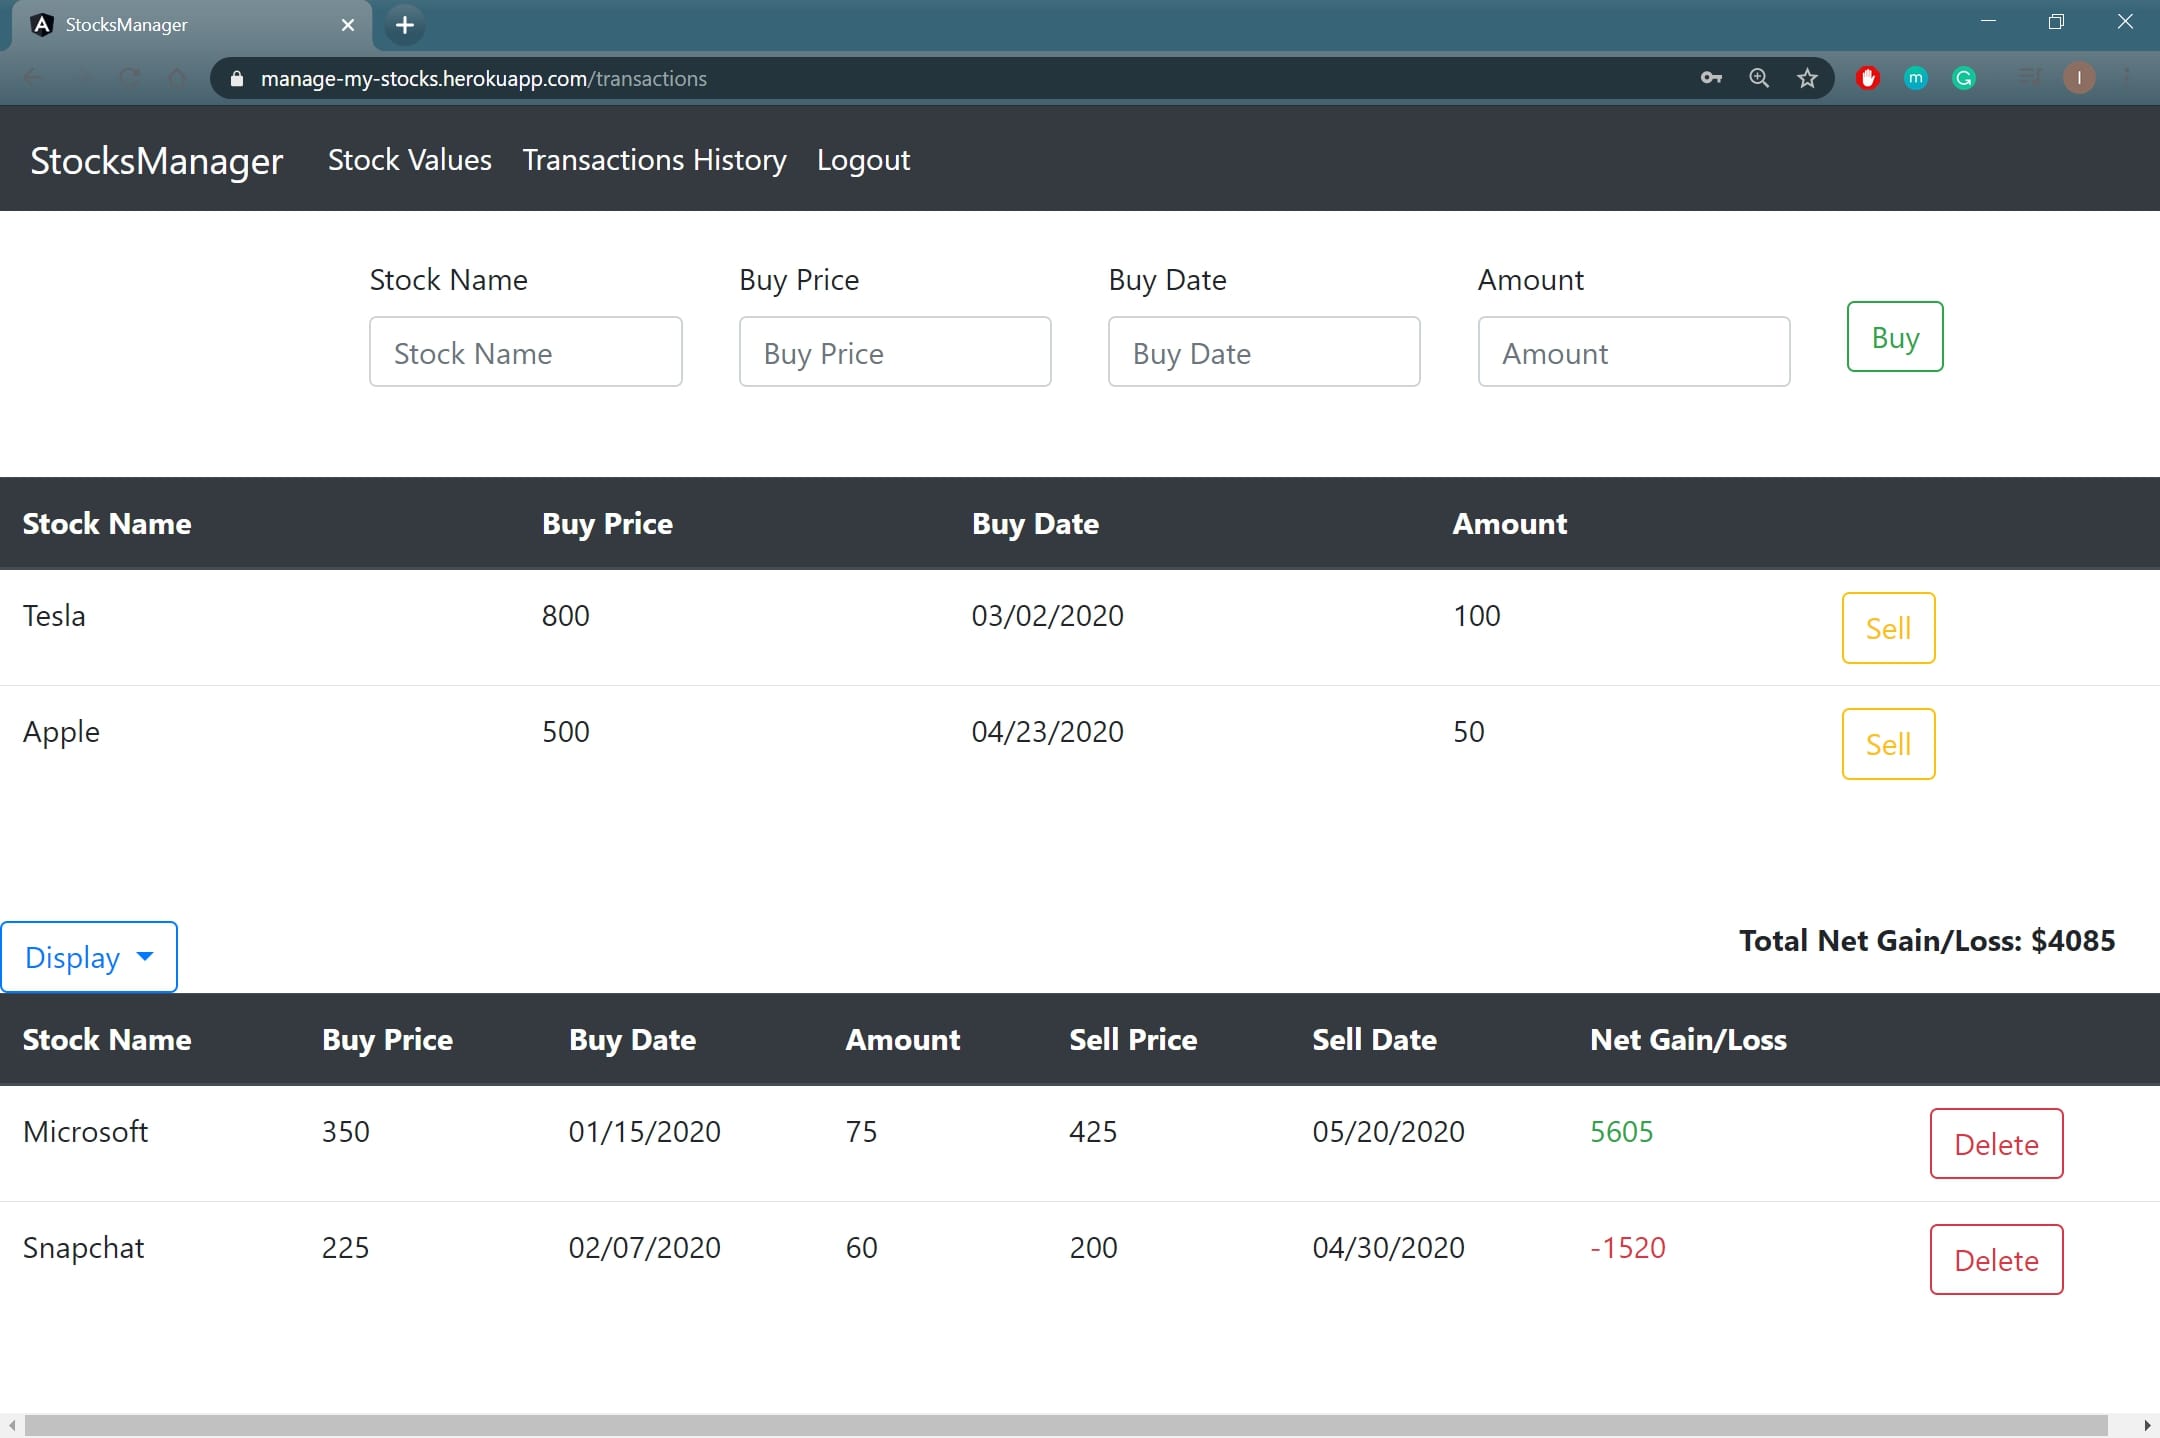 StocksManager
manage-my-stocks.herokuapp.com/transactions
m
I
StocksManager Stock Values Transactions History Logout
Stock Name Buy Price Buy Date Amount
Stock Name Buy Price Buy Date Amount Buy
Stock Name Buy Price Buy Date Amount
Tesla 800 03/02/2020 100 Sell
Apple 500 04/23/2020 50 Sell
Total Net Gain/Loss: $4085
Display
Stock Name Buy Price Buy Date Amount Sell Price Sell Date Net Gain/Loss
Microsoft 350 01/15/2020 75 425 05/20/2020 5605 Delete
Snapchat 225 02/07/2020 60 200 04/30/2020 -1520 Delete